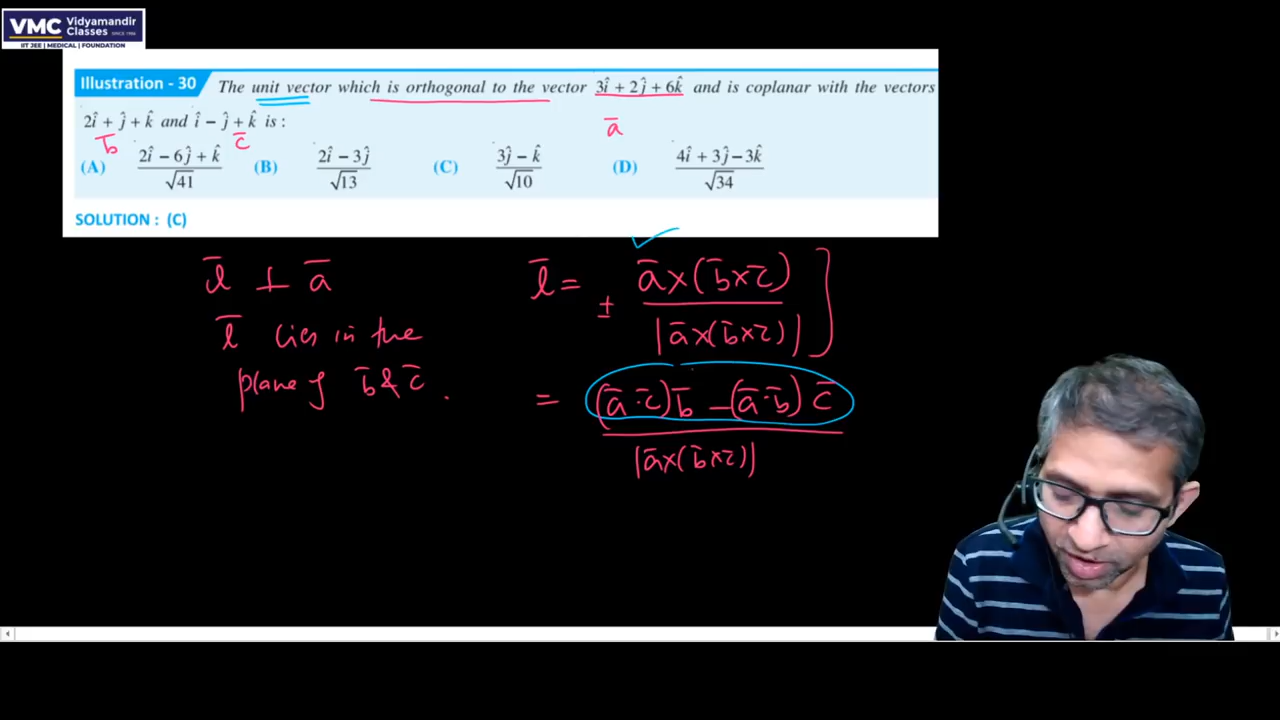 VMC Vidyamandir Classes SINCE 1986
IIT JEE | MEDICAL | FOUNDATION
Illustration - 30 The unit vector which is orthogonal to the vector 3î + 2ĵ + 6k̂ and is coplanar with the vectors
2î + ĵ + k̂ and î − ĵ + k̂ is :
b̄ c̄ ā
(A) (2î − 6ĵ + k̂)/√41 (B) (2î − 3ĵ)/√13 (C) (3ĵ − k̂)/√10 (D) (4î + 3ĵ − 3k̂)/√34
SOLUTION : (C)
l̄ ⊥ ā
l̄ lies in the
plane of b̄ & c̄ .
l̄ = ± ā×(b̄×c̄)/|ā×(b̄×c̄)| ]
= ((ā·c̄)b̄ − (ā·b̄)c̄)/|ā×(b̄×c̄)|